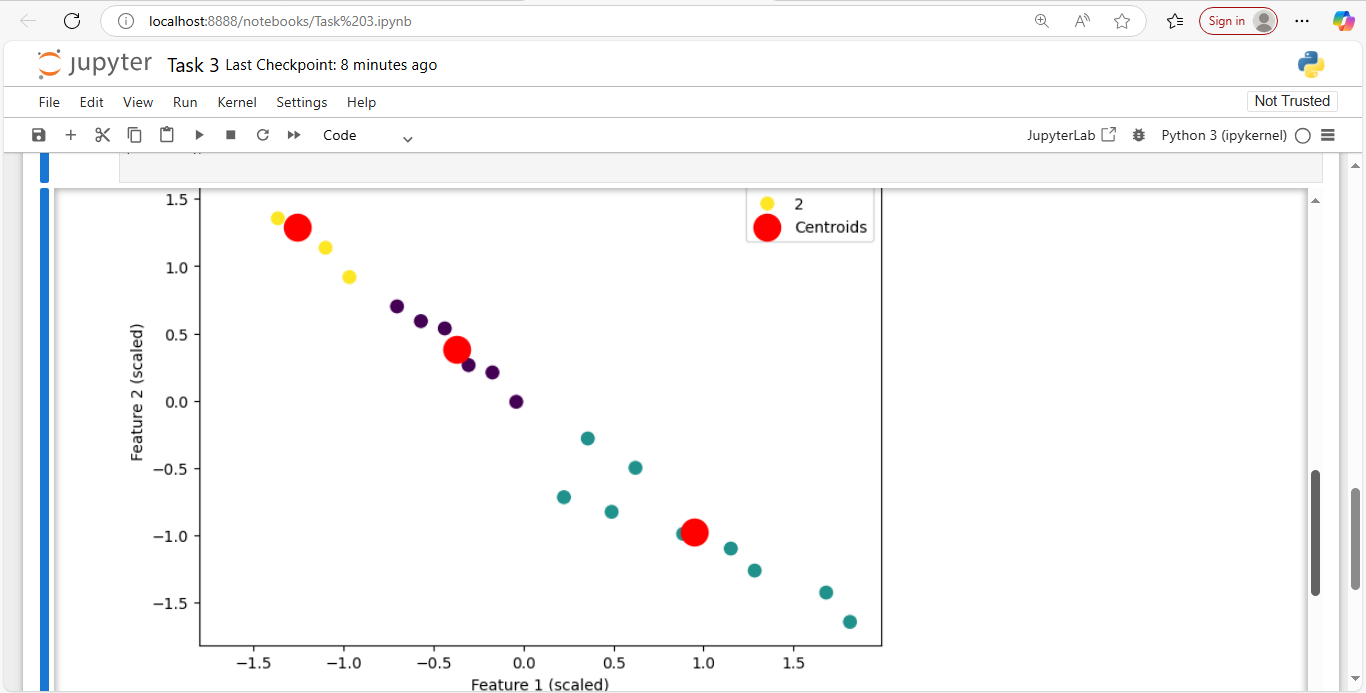 localhost:8888/notebooks/Task%203.ipynb
Sign in
jupyter Task 3 Last Checkpoint: 8 minutes ago
File Edit View Run Kernel Settings Help
Not Trusted
Code
JupyterLab
Python 3 (ipykernel)
2
Centroids
1.5
1.0
0.5
0.0
−0.5
−1.0
−1.5
Feature 2 (scaled)
−1.5 −1.0 −0.5 0.0 0.5 1.0 1.5
Feature 1 (scaled)